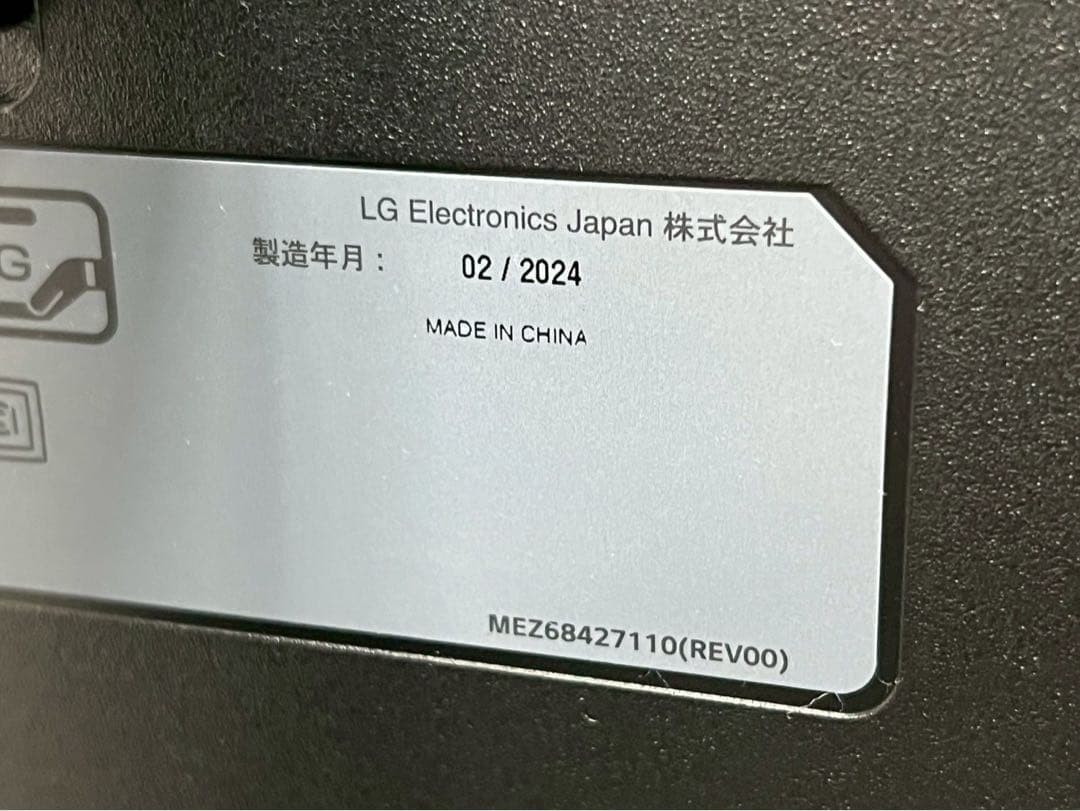 LG Electronics Japan 株式会社
製造年月： 02 / 2024
MADE IN CHINA
G
MEZ68427110(REV00)